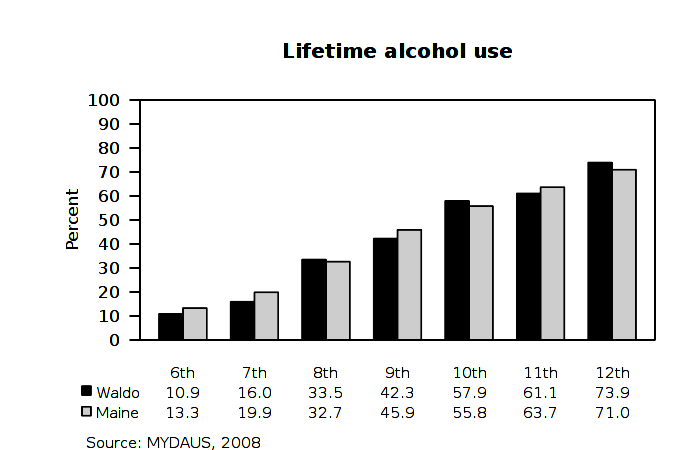 Lifetime alcohol use
100
90
80
70
60
50
40
30
20
10
0
Percent
6th 7th 8th 9th 10th 11th 12th
Waldo 10.9 16.0 33.5 42.3 57.9 61.1 73.9
Maine 13.3 19.9 32.7 45.9 55.8 63.7 71.0
Source: MYDAUS, 2008